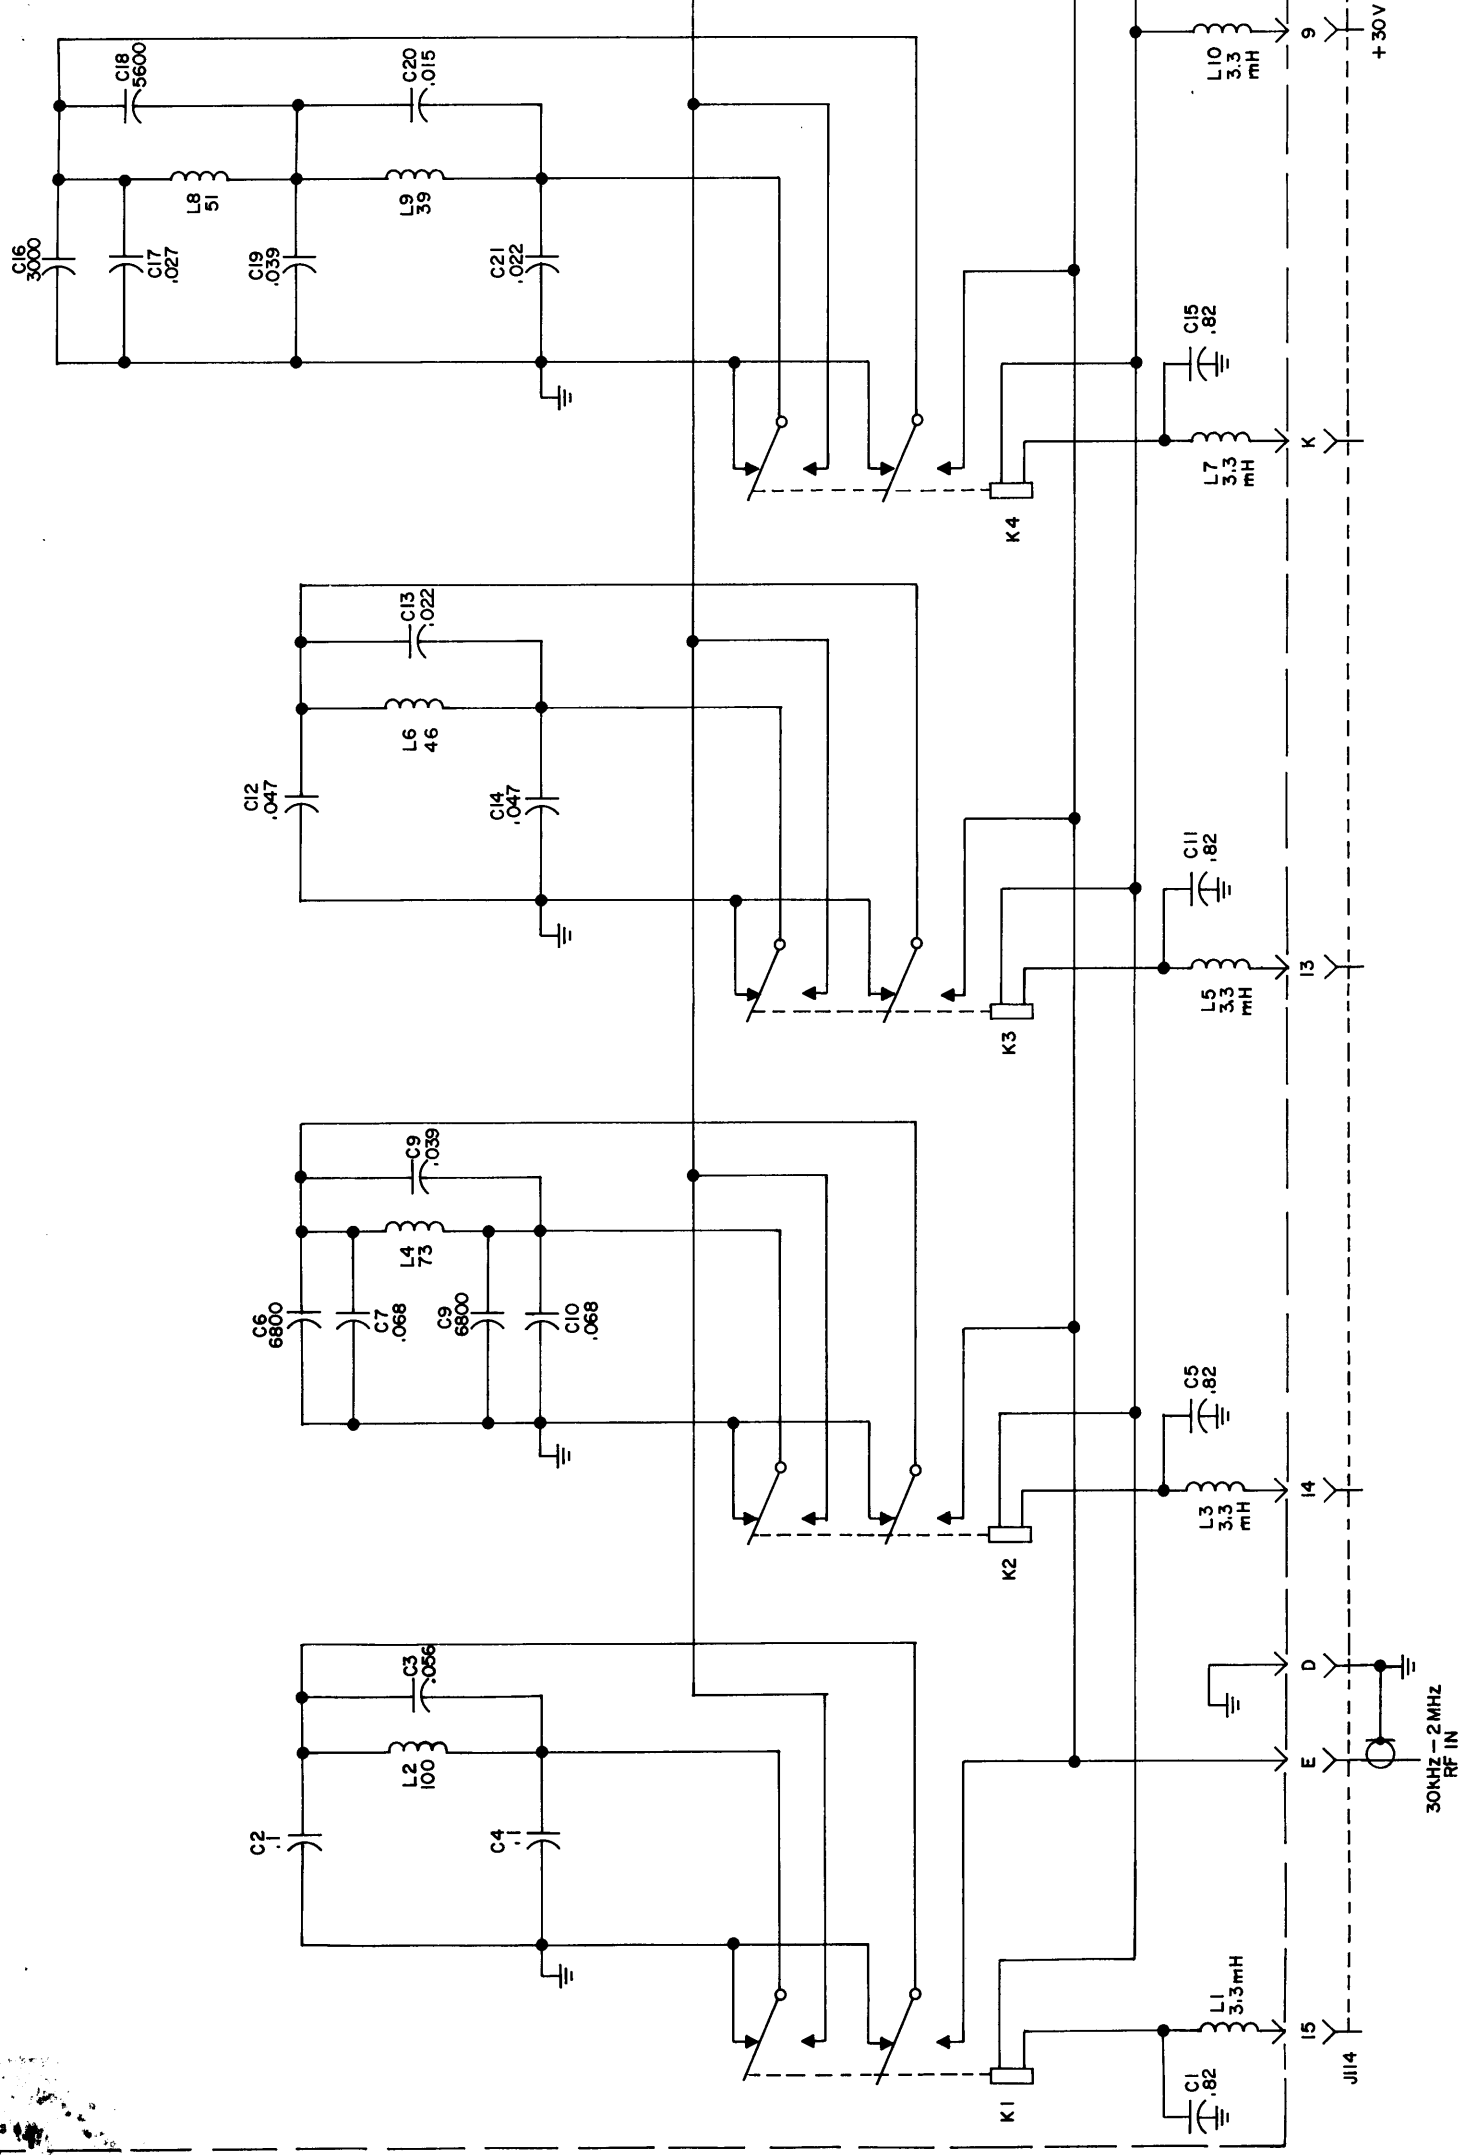 C16
3000
C18
5600
C20
.015
L8
51
L9
39
C17
.027
C19
.039
C21
.022
K4
C15
.82
L7
3.3
mH
K
L10
3.3
mH
9
+30V
C12
.047
C13
.022
L6
46
C14
.047
K3
C11
.82
L5
3.3
mH
13
C6
6800
C9
.039
L4
73
C7
.068
C9
6800
C10
.068
K2
C5
.82
L3
3.3
mH
14
C2
.1
C3
.056
L2
100
C4
.1
K1
C1
.82
L1
3.3mH
15
J114
E
D
30KHz-2MHz
RF IN